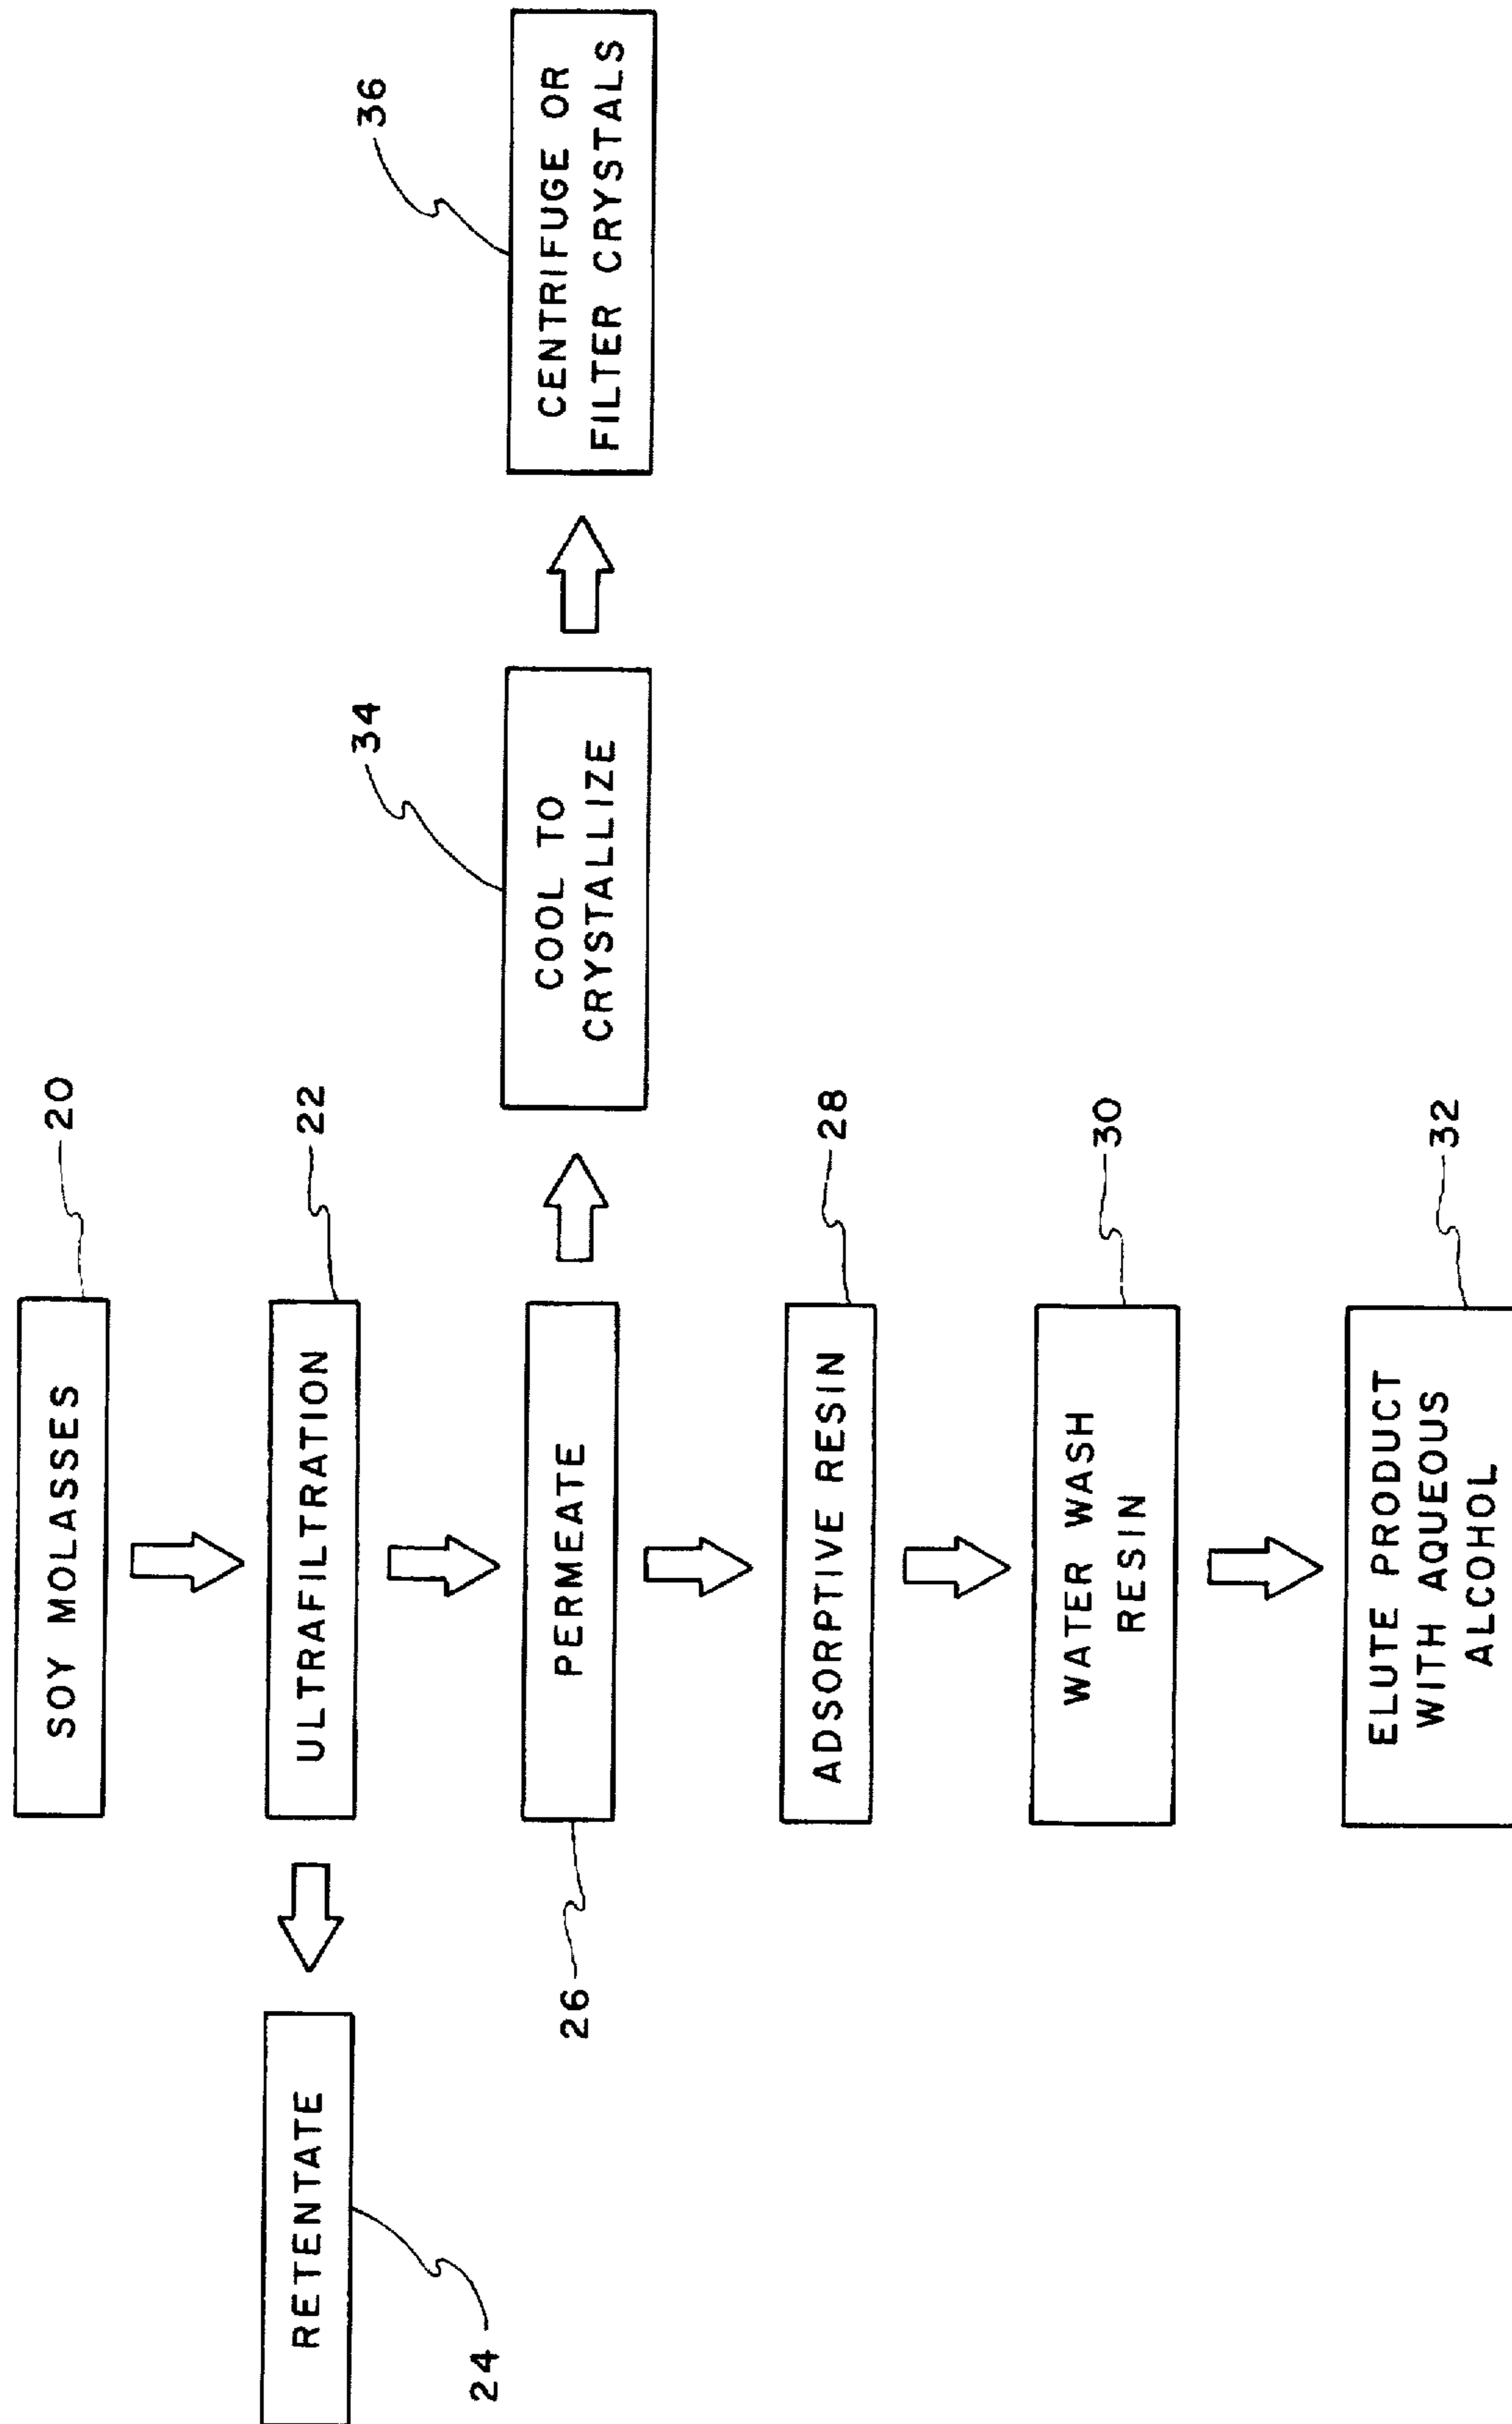 SOY MOLASSES
20
ULTRAFILTRATION
22
RETENTATE
24
PERMEATE
26
COOL TO
CRYSTALLIZE
34
CENTRIFUGE OR
FILTER CRYSTALS
36
ADSORPTIVE RESIN
28
WATER WASH
RESIN
30
ELUTE PRODUCT
WITH AQUEOUS
ALCOHOL
32